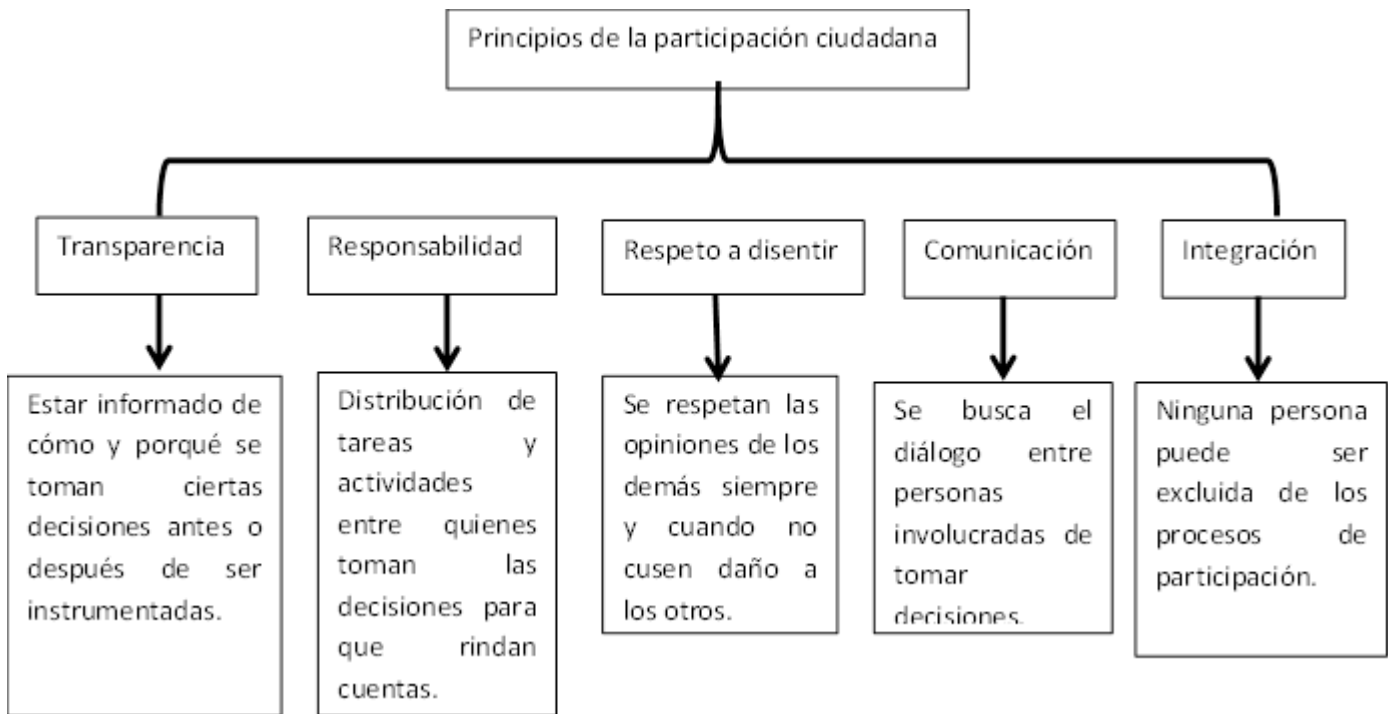 Principios de la participación ciudadana
Transparencia
Responsabilidad
Respeto a disentir
Comunicación
Integración
Estar informado de
cómo y porqué se
toman ciertas
decisiones antes o
después de ser
instrumentadas.
Distribución de
tareas y
actividades
entre quienes
toman las
decisiones para
que rindan
cuentas.
Se respetan las
opiniones de los
demás siempre
y cuando no
cusen daño a
los otros.
Se busca el
diálogo entre
personas
involucradas de
tomar
decisiones.
Ninguna persona
puede ser
excluida de los
procesos de
participación.